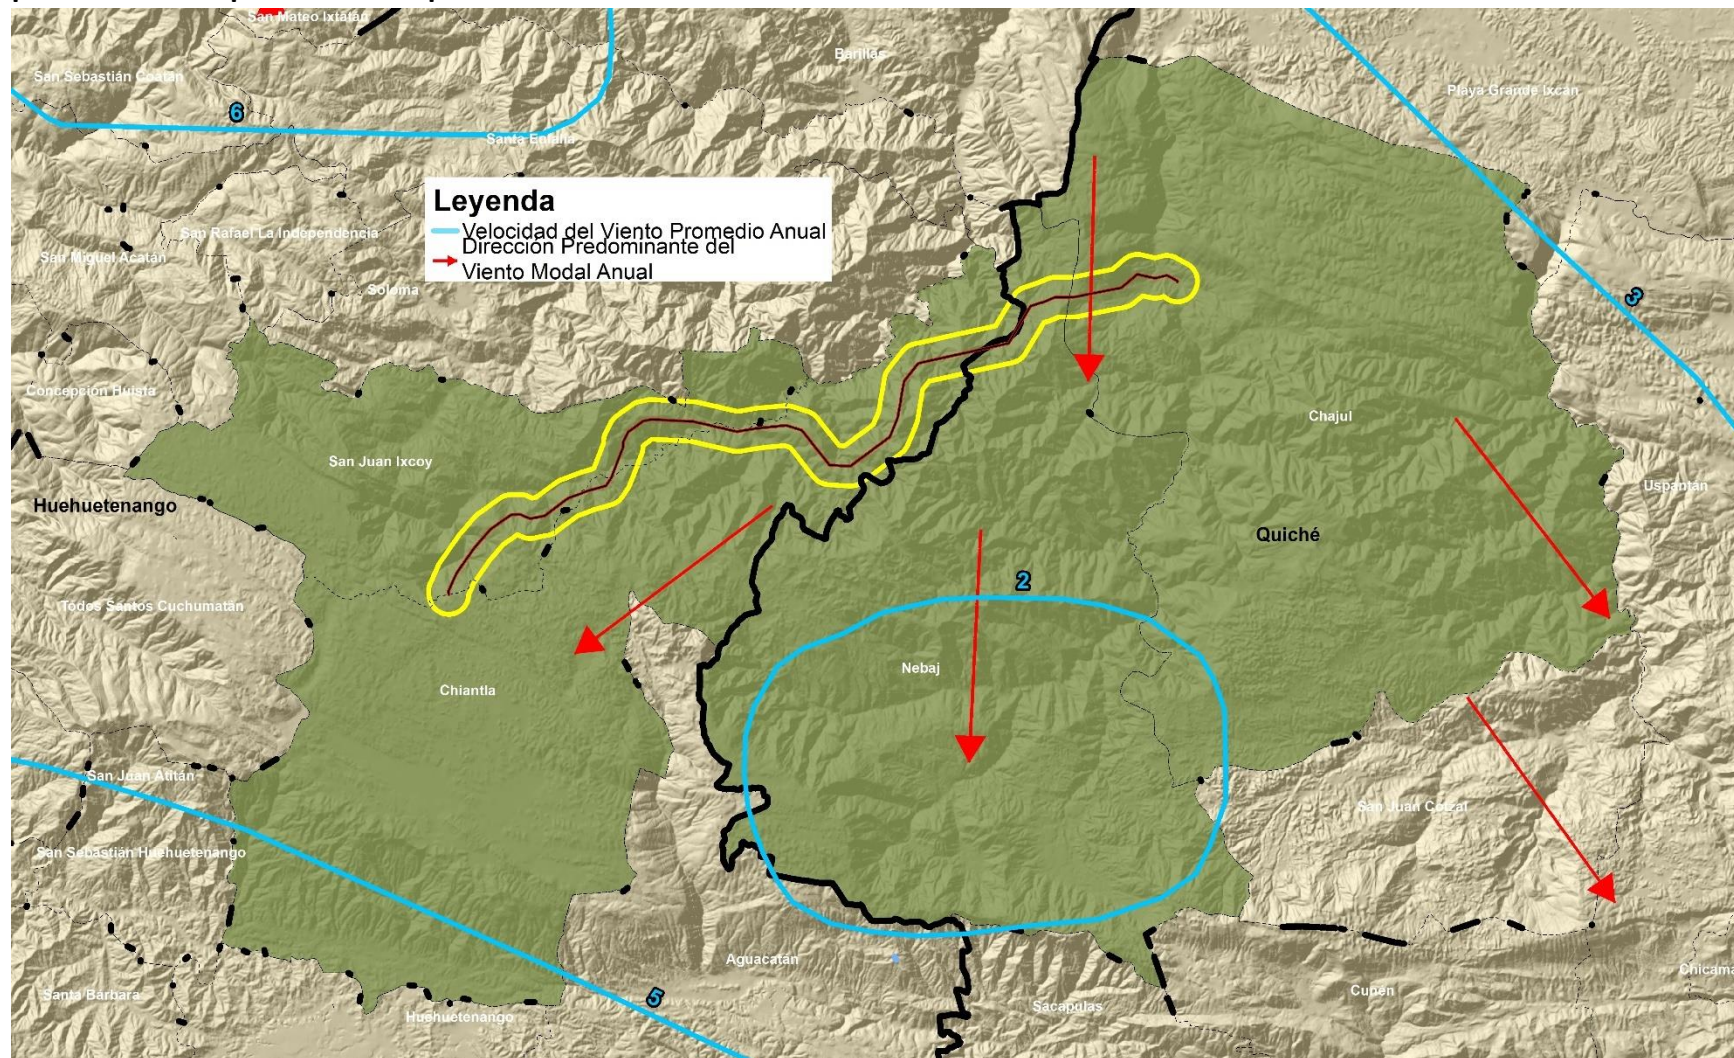 San Mateo Ixtatán
Barillas
San Sebastián Coatán
Playa Grande Ixcán
6
Santa Eulalia
Leyenda
Velocidad del Viento Promedio Anual
Dirección Predominante del
Viento Modal Anual
San Rafael La Independencia
San Miguel Acatán
Soloma
3
Concepción Huista
Chajul
San Juan Ixcoy
Uspantán
Huehuetenango
Quiché
2
Todos Santos Cuchumatán
Nebaj
Chiantla
San Juan Atitán
San Juan Cotzal
San Sebastián Huehuetenango
Aguacatán
Chicama
Santa Bárbara
5
Cunén
Sacapulas
Huehuetenango